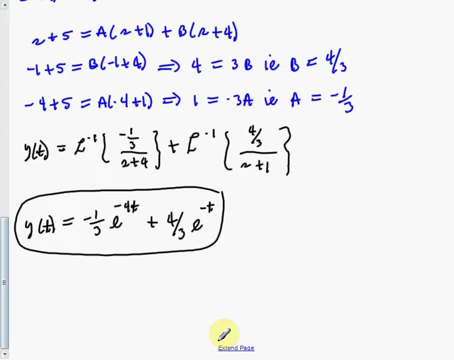 s+5 = A(s+1) + B(s+4)
-1+5 = B(-1+4) ⟹ 4 = 3B ie B = 4/3
-4+5 = A(-4+1) ⟹ 1 = -3A ie A = -1/3
y(t) = ℒ⁻¹ { (-1/3)/(s+4) } + ℒ⁻¹ { (4/3)/(s+1) }
y(t) = -1/3 e^{-4t} + 4/3 e^{-t}
Extend Page